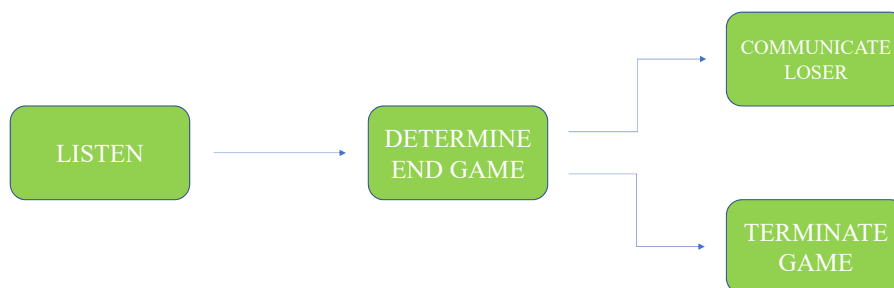 LISTEN
DETERMINE
END GAME
COMMUNICATE
LOSER
TERMINATE
GAME